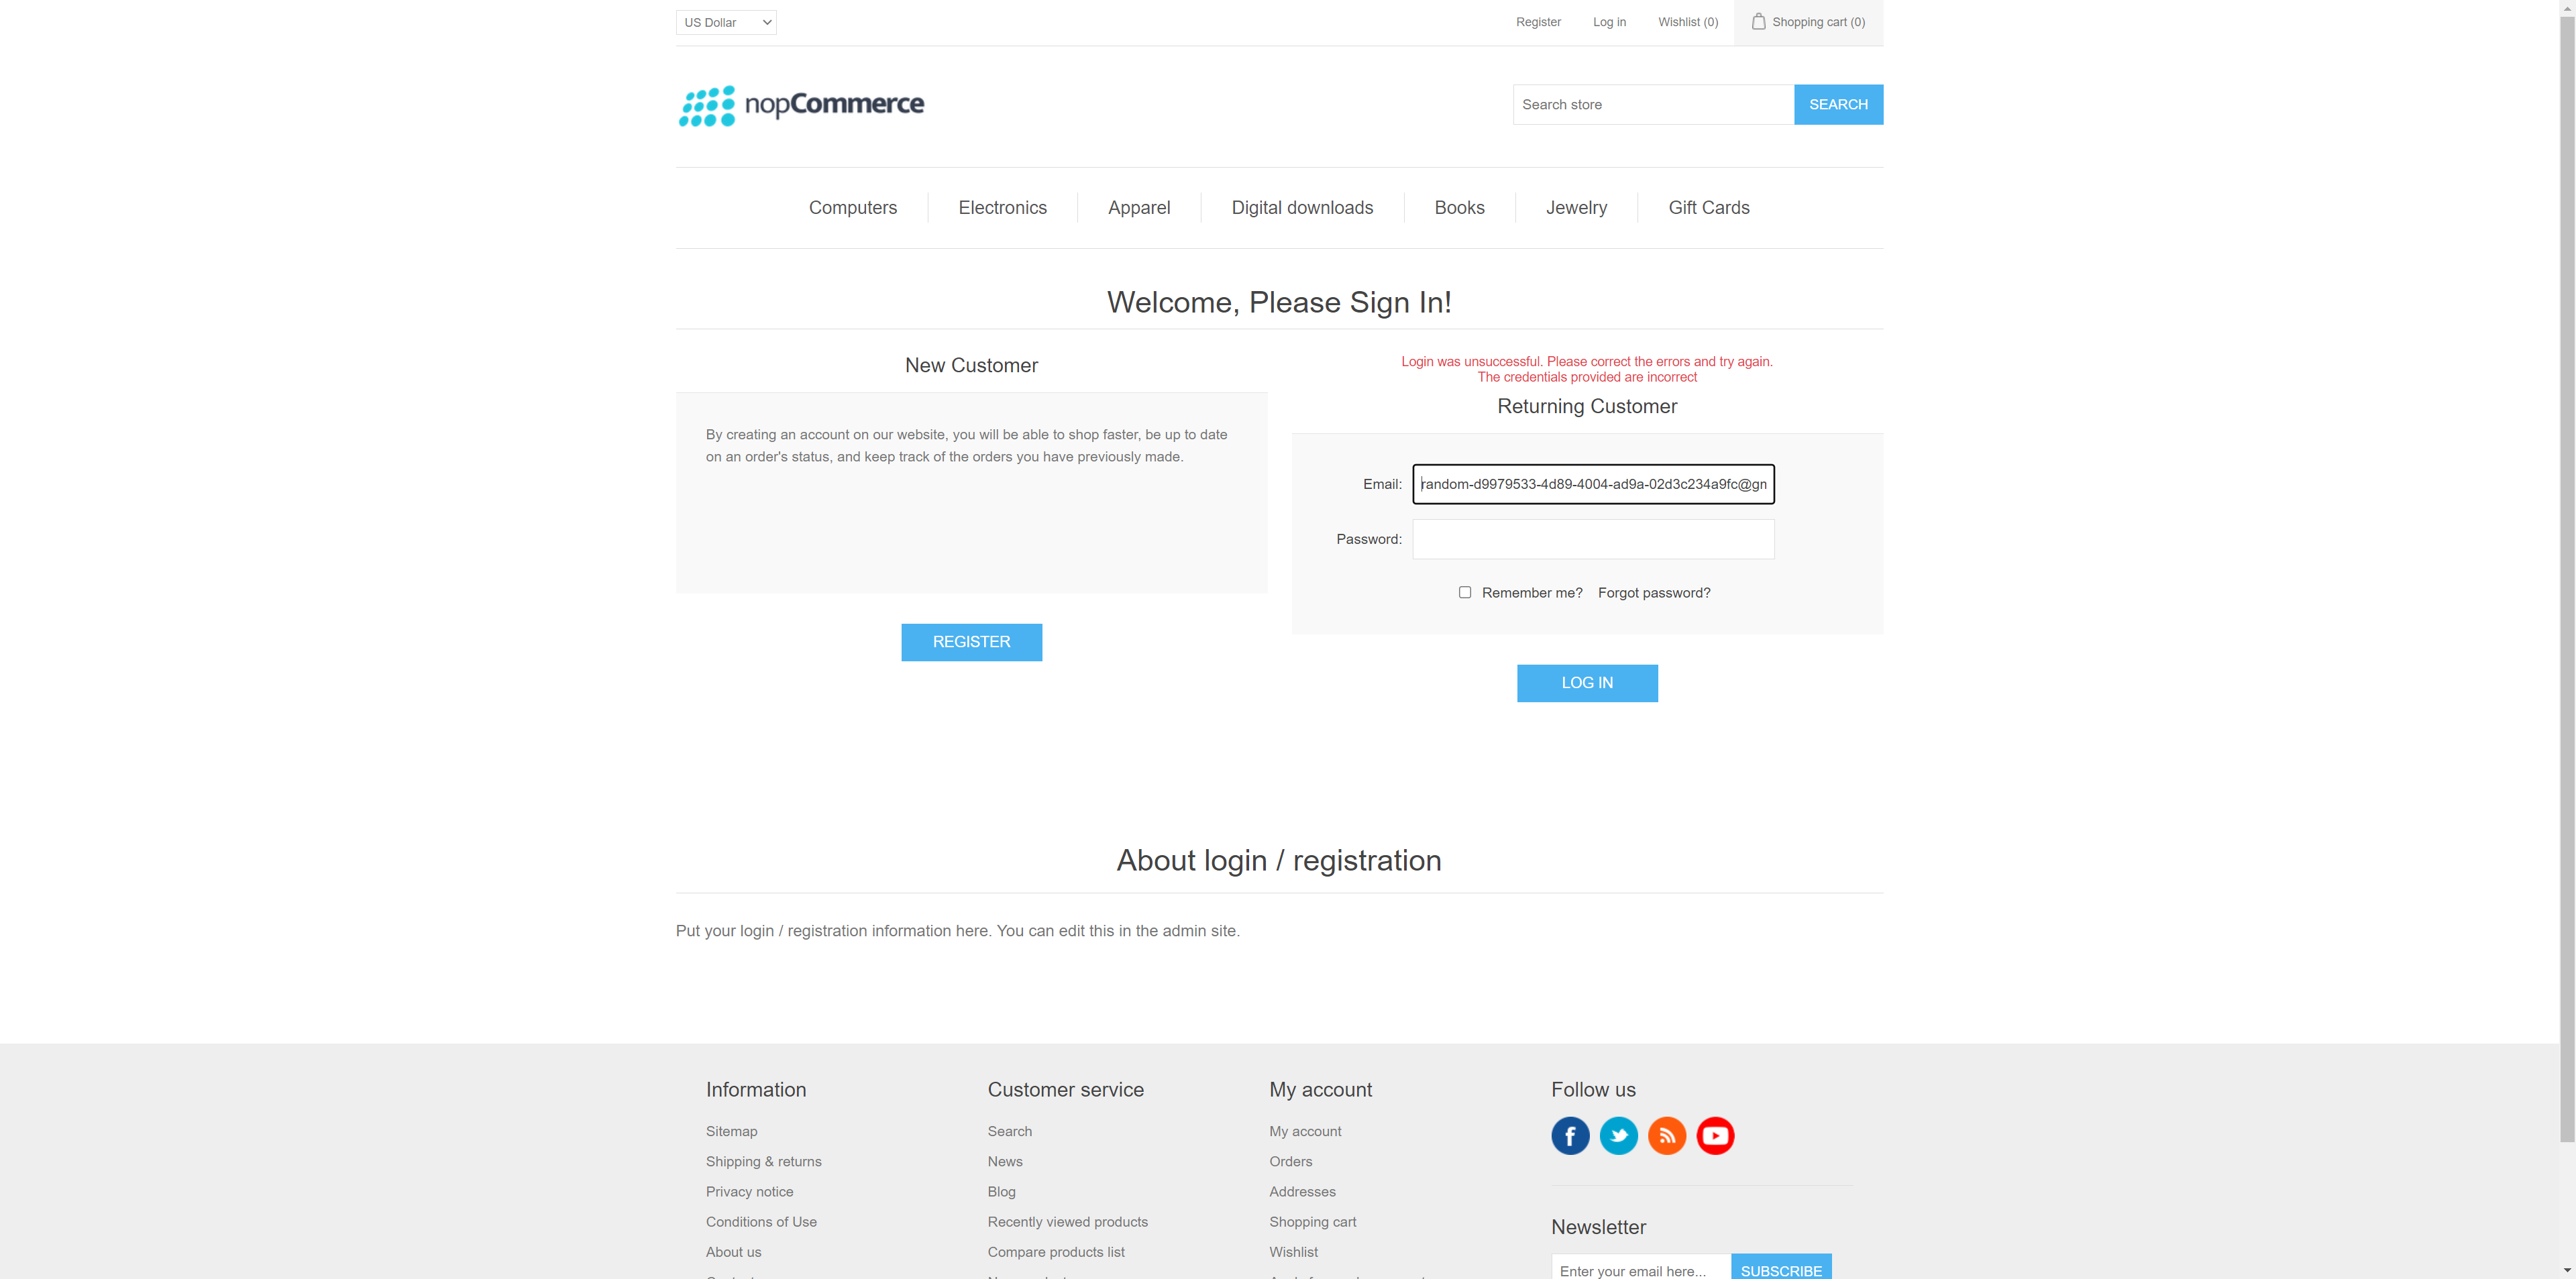 US Dollar
Register
Log in
Wishlist (0)
Shopping cart (0)
nopCommerce
Search store
SEARCH
Computers
Electronics
Apparel
Digital downloads
Books
Jewelry
Gift Cards
Welcome, Please Sign In!
New Customer
By creating an account on our website, you will be able to shop faster, be up to date
on an order's status, and keep track of the orders you have previously made.
REGISTER
Login was unsuccessful. Please correct the errors and try again.
The credentials provided are incorrect
Returning Customer
Email:
random-d9979533-4d89-4004-ad9a-02d3c234a9fc@gn
Password:
Remember me?
Forgot password?
LOG IN
About login / registration
Put your login / registration information here. You can edit this in the admin site.
Information
Sitemap
Shipping & returns
Privacy notice
Conditions of Use
About us
Customer service
Search
News
Blog
Recently viewed products
Compare products list
My account
My account
Orders
Addresses
Shopping cart
Wishlist
Follow us
Newsletter
Enter your email here...
SUBSCRIBE